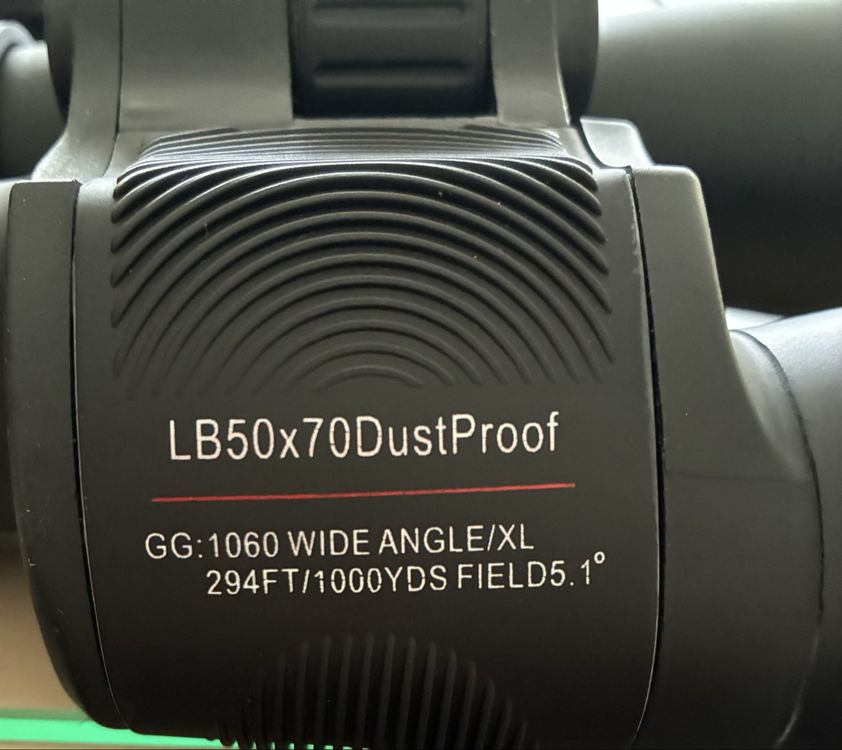 LB50x70DustProof
GG:1060 WIDE ANGLE/XL
294FT/1000YDS FIELD5.1°